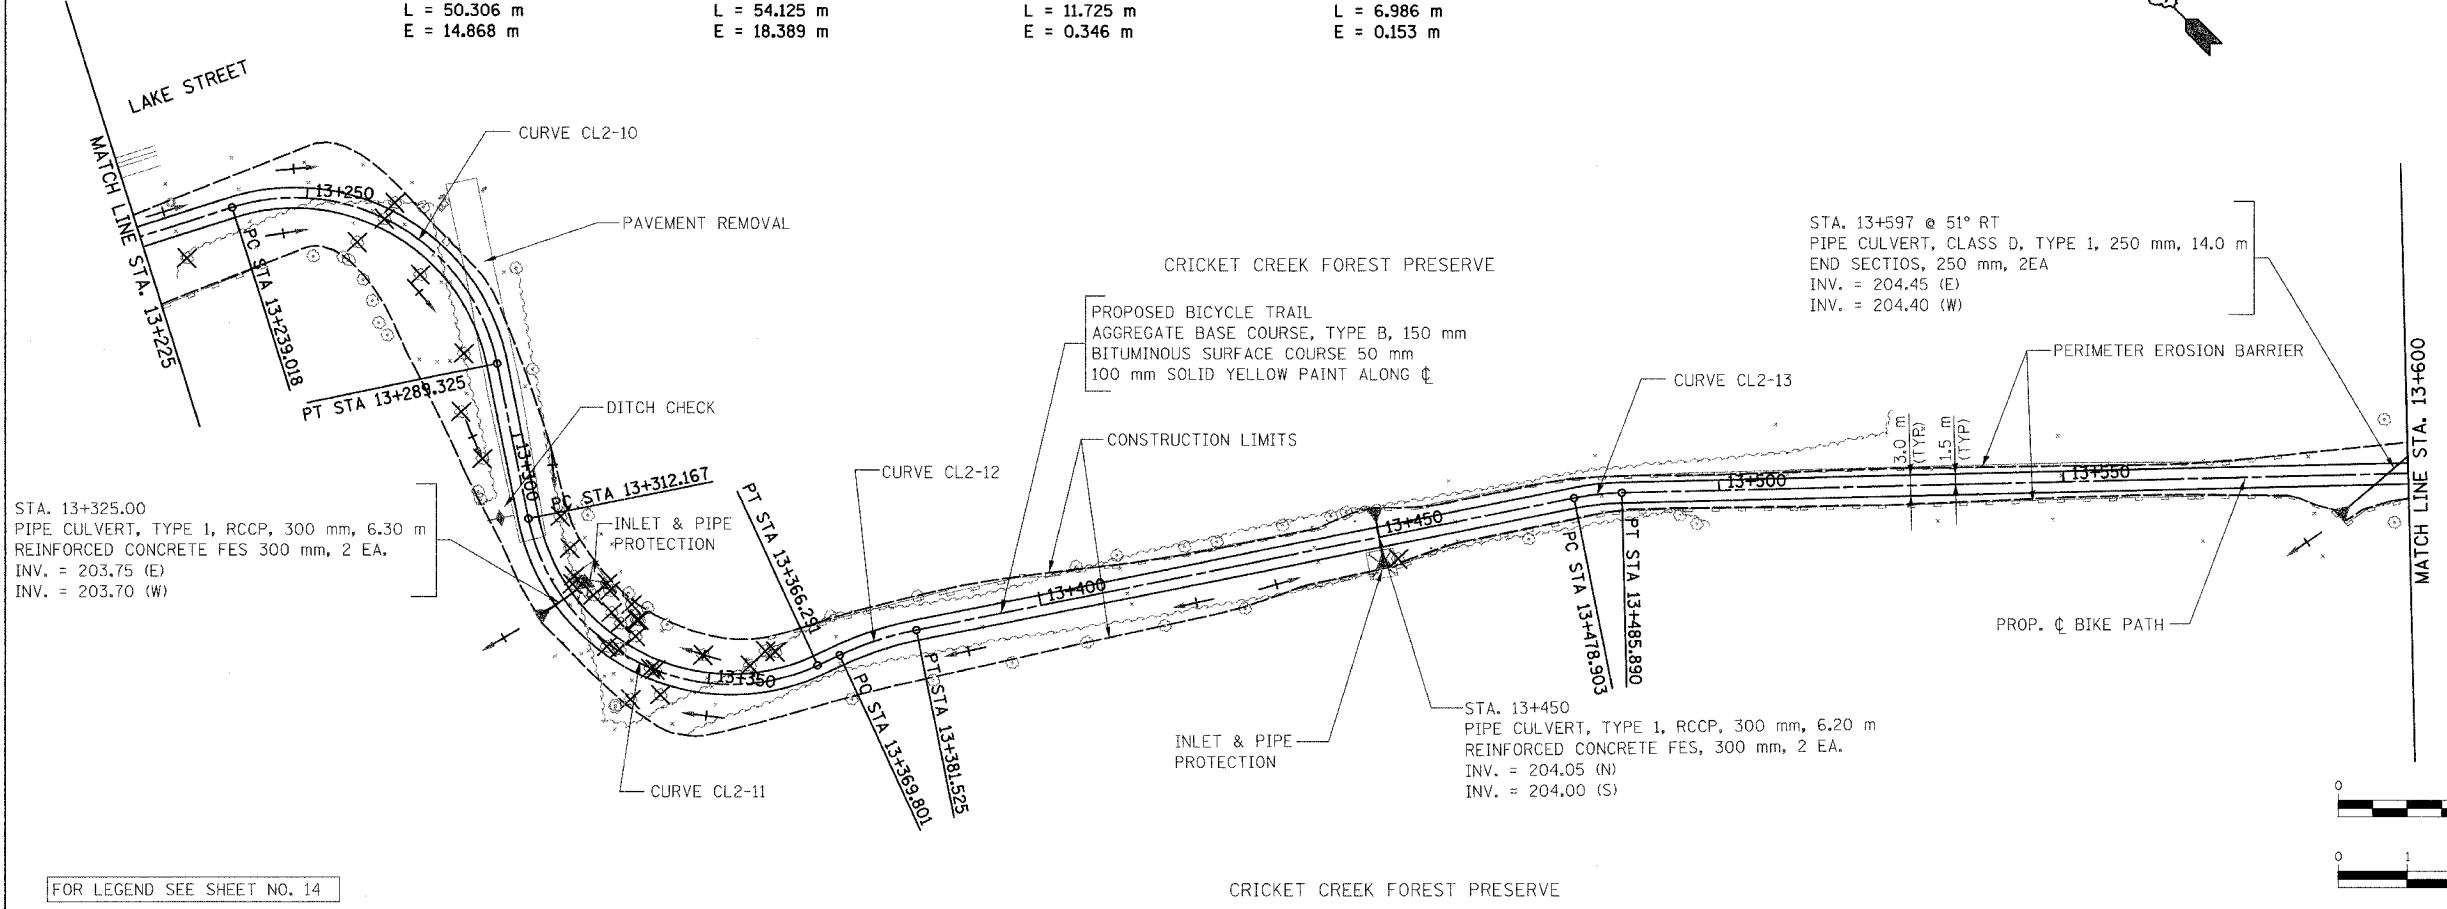 L = 50.306 m
E = 14.868 m
L = 54.125 m
E = 18.389 m
L = 11.725 m
E = 0.346 m
L = 6.986 m
E = 0.153 m
LAKE STREET
MATCH LINE STA. 13+225
CURVE CL2-10
13+250
PAVEMENT REMOVAL
PC STA 13+239.018
PT STA 13+289.325
DITCH CHECK
13+300
PC STA 13+312.167
INLET & PIPE
PROTECTION
STA. 13+325.00
PIPE CULVERT, TYPE 1, RCCP, 300 mm, 6.30 m
REINFORCED CONCRETE FES 300 mm, 2 EA.
INV. = 203.75 (E)
INV. = 203.70 (W)
PT STA 13+366.291
CURVE CL2-12
13+350
CURVE CL2-11
PC STA 13+369.801
PT STA 13+381.525
CRICKET CREEK FOREST PRESERVE
PROPOSED BICYCLE TRAIL
AGGREGATE BASE COURSE, TYPE B, 150 mm
BITUMINOUS SURFACE COURSE 50 mm
100 mm SOLID YELLOW PAINT ALONG ℄
CONSTRUCTION LIMITS
13+400
13+450
INLET & PIPE
PROTECTION
STA. 13+450
PIPE CULVERT, TYPE 1, RCCP, 300 mm, 6.20 m
REINFORCED CONCRETE FES, 300 mm, 2 EA.
INV. = 204.05 (N)
INV. = 204.00 (S)
CURVE CL2-13
PC STA 13+478.903
PT STA 13+485.890
13+500
3.0 m
(TYP.)
1.5 m
(TYP)
13+550
STA. 13+597 @ 51° RT
PIPE CULVERT, CLASS D, TYPE 1, 250 mm, 14.0 m
END SECTIOS, 250 mm, 2EA
INV. = 204.45 (E)
INV. = 204.40 (W)
PERIMETER EROSION BARRIER
PROP. ℄ BIKE PATH
MATCH LINE STA. 13+600
0
0 1
FOR LEGEND SEE SHEET NO. 14
CRICKET CREEK FOREST PRESERVE